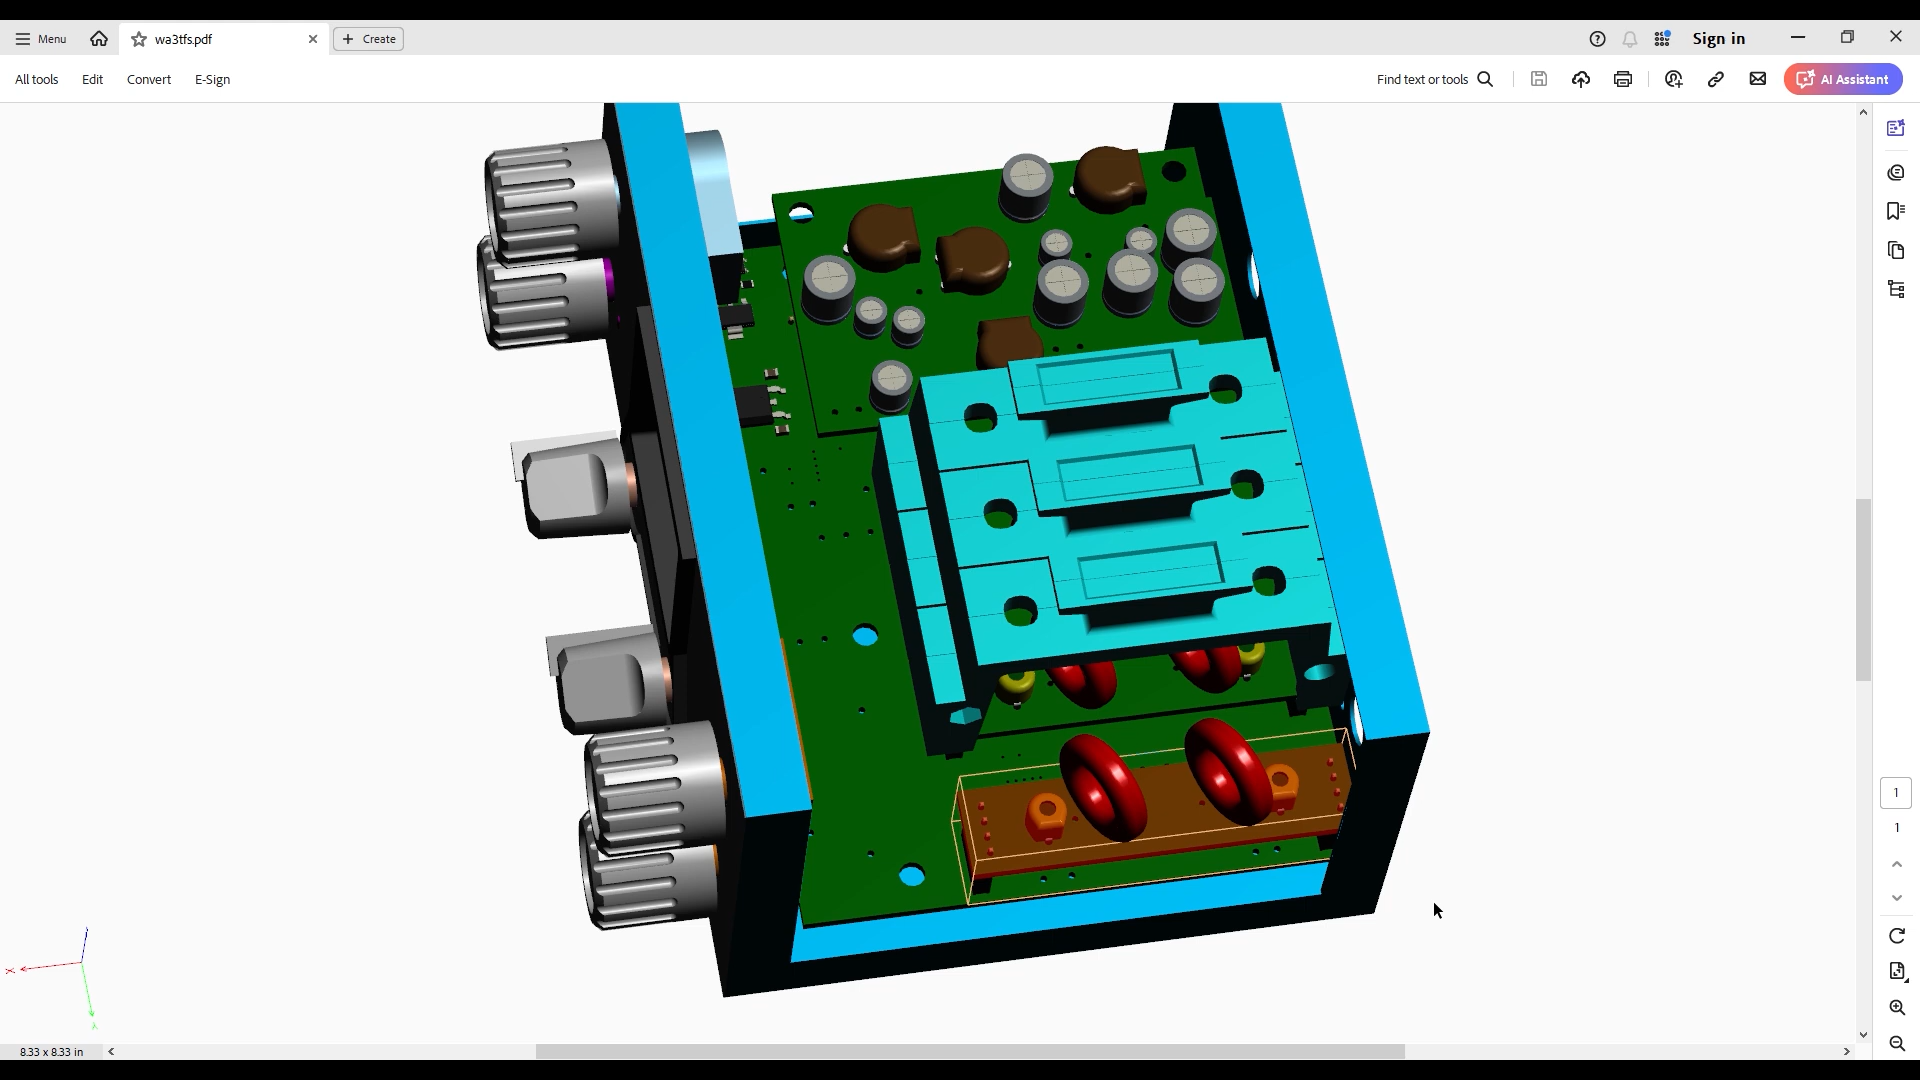 Menu
wa3tfs.pdf
Create
Sign in
All tools
Edit
Convert
E-Sign
Find text or tools
AI Assistant
1
1
X
8.33 x 8.33 in